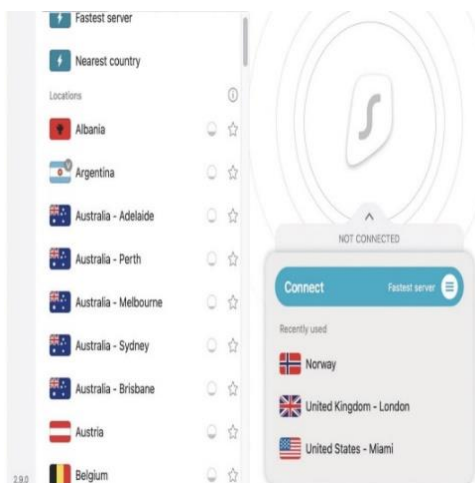 Fastest server
Nearest country
Locations
Albania
Argentina
Australia - Adelaide
Australia - Perth
Australia - Melbourne
Australia - Sydney
Australia - Brisbane
Austria
Belgium
2.9.0
NOT CONNECTED
Connect
Fastest server
Recently used
Norway
United Kingdom - London
United States - Miami